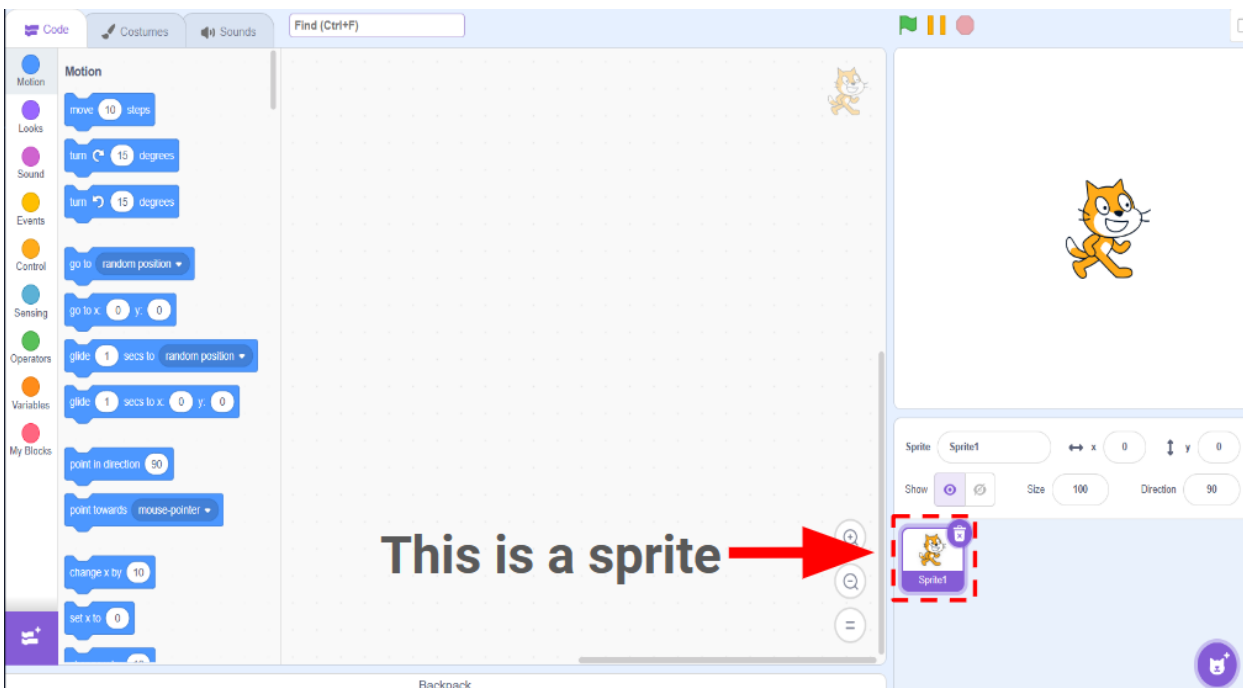 Code
Costumes
Sounds
Find (Ctrl+F)
Motion
Looks
Sound
Events
Control
Sensing
Operators
Variables
My Blocks
Motion
move 10 steps
turn 15 degrees
turn 15 degrees
go to random position
go to x: 0 y: 0
glide 1 secs to random position
glide 1 secs to x: 0 y: 0
point in direction 90
point towards mouse-pointer
change x by 10
set x to 0
This is a sprite
Backpack
Sprite Sprite1 x 0 y 0
Show Size 100 Direction 90
Sprite1